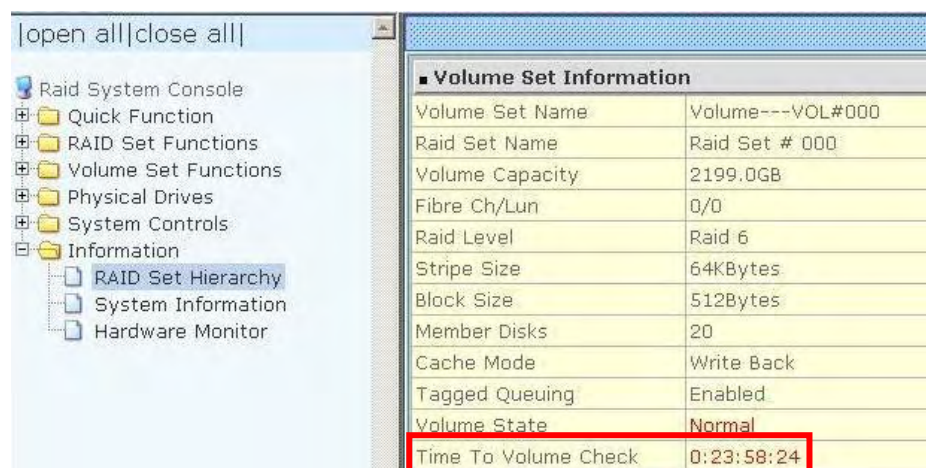 |open all|close all|
Raid System Console
Quick Function
RAID Set Functions
Volume Set Functions
Physical Drives
System Controls
Information
RAID Set Hierarchy
System Information
Hardware Monitor
Volume Set Information
Volume Set Name Volume---VOL#000
Raid Set Name Raid Set # 000
Volume Capacity 2199.0GB
Fibre Ch/Lun 0/0
Raid Level Raid 6
Stripe Size 64KBytes
Block Size 512Bytes
Member Disks 20
Cache Mode Write Back
Tagged Queuing Enabled
Volume State Normal
Time To Volume Check 0:23:58:24